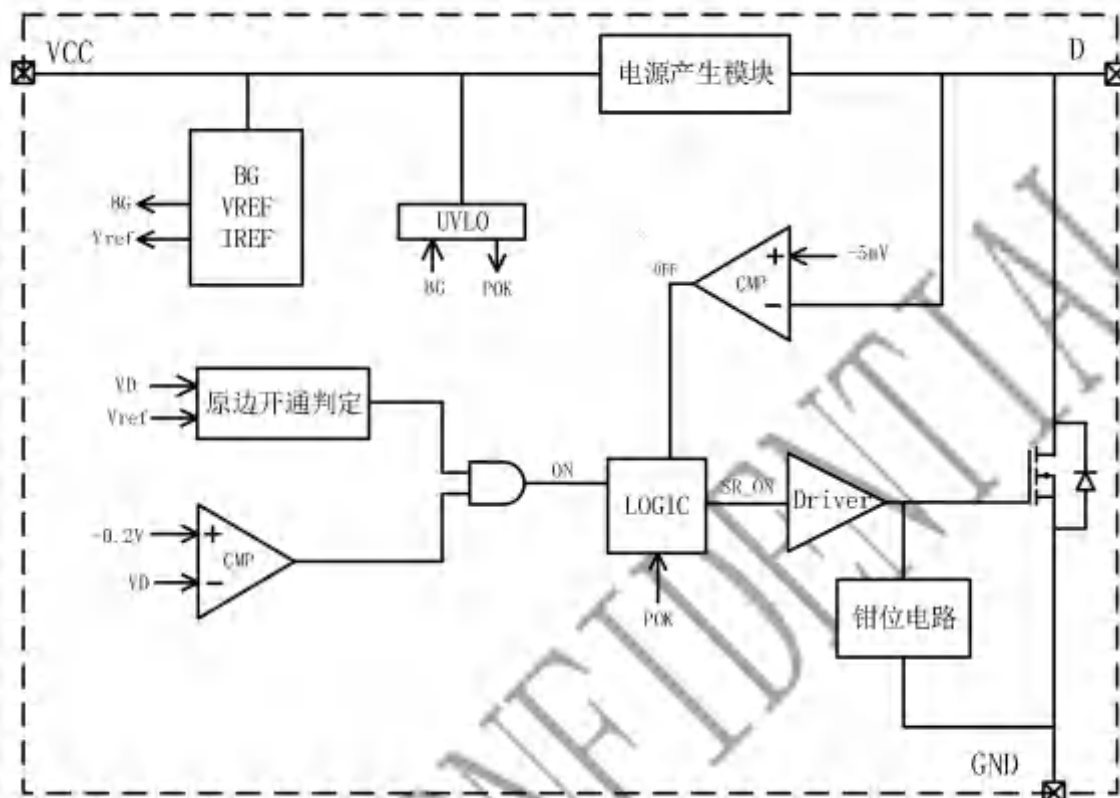 VCC
电源产生模块
D
BG
VREF
IREF
BG
Vref
UVLO
BG
POK
OFF
CMP
+
-
-5mV
VD
Vref
原边开通判定
ON
LOGIC
SR_ON
Driver
-0.2V
VD
+
-
CMP
POK
钳位电路
GND